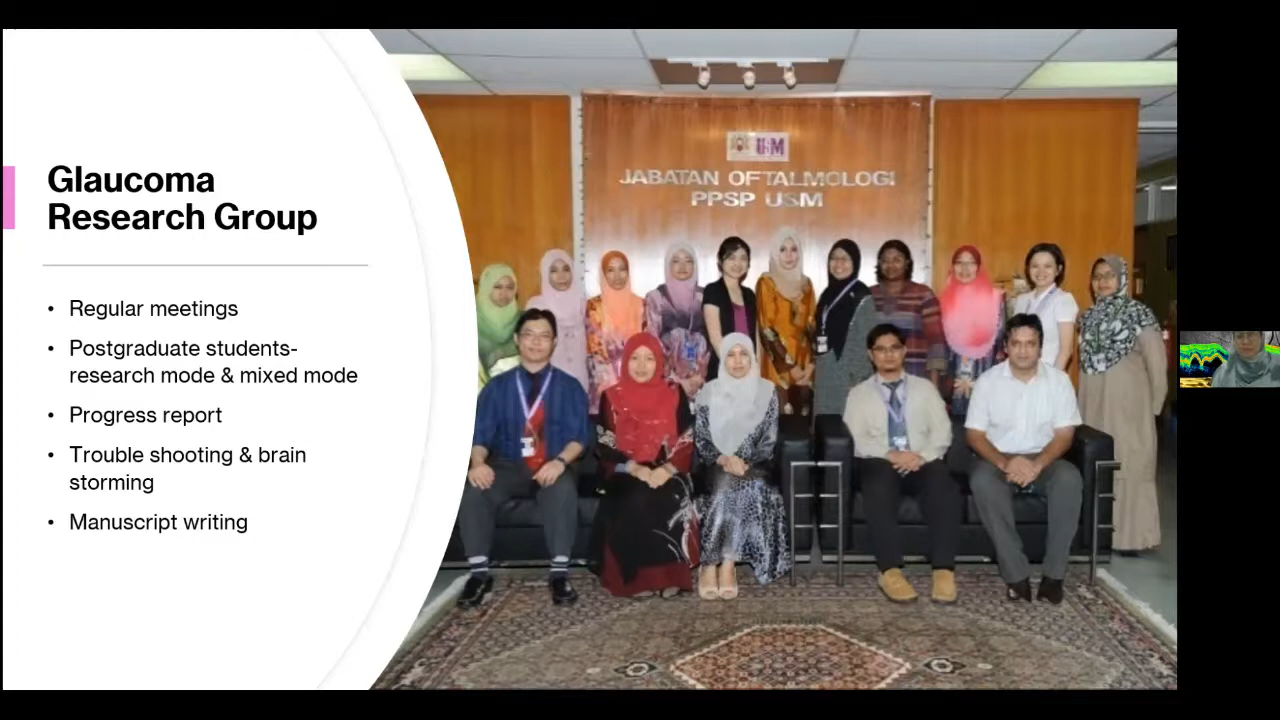 Glaucoma
Research Group
• Regular meetings
• Postgraduate students-
research mode & mixed mode
• Progress report
• Trouble shooting & brain
storming
• Manuscript writing
USM
JABATAN OFTALMOLOGI
PPSP USM